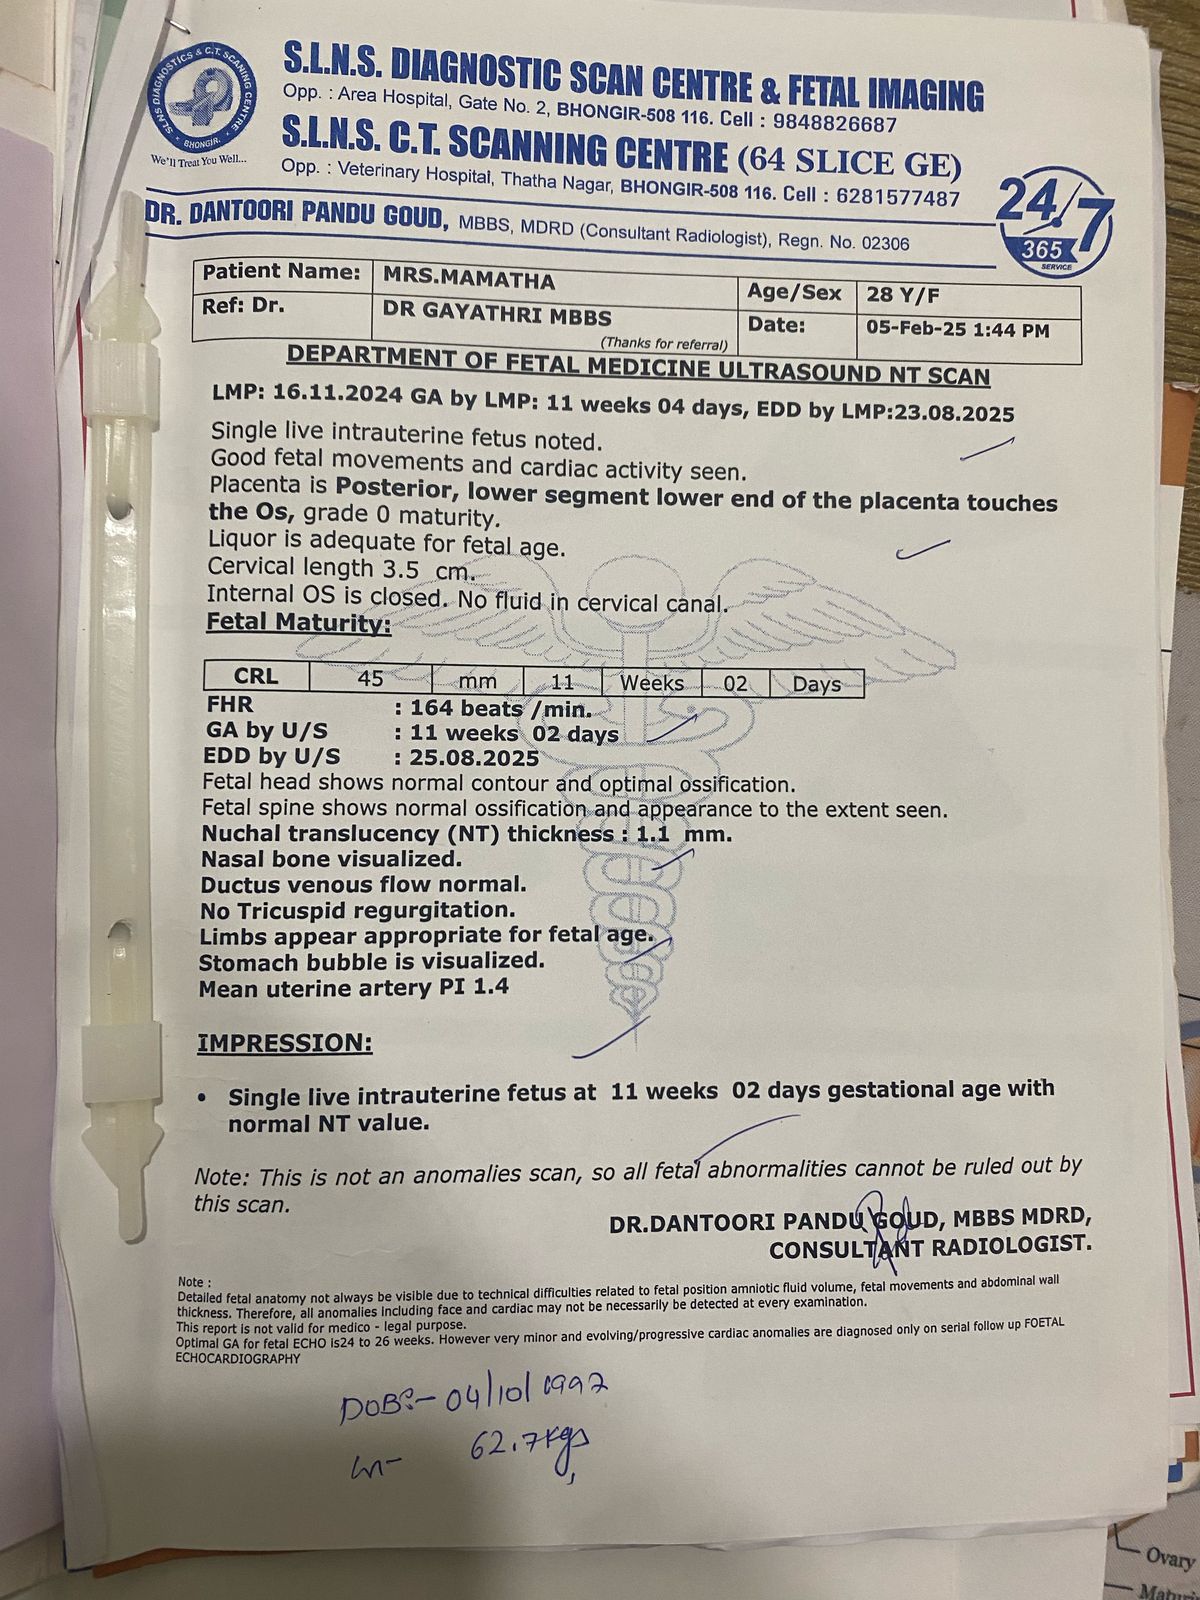 SLNS DIAGNOSTICS & C.T. SCANNING CENTRE
BHONGIR.
We'll Treat You Well...
S.L.N.S. DIAGNOSTIC SCAN CENTRE & FETAL IMAGING
Opp. : Area Hospital, Gate No. 2, BHONGIR-508 116. Cell : 9848826687
S.L.N.S. C.T. SCANNING CENTRE (64 SLICE GE)
Opp. : Veterinary Hospital, Thatha Nagar, BHONGIR-508 116. Cell : 6281577487
24/7
365
SERVICE
DR. DANTOORI PANDU GOUD, MBBS, MDRD (Consultant Radiologist), Regn. No. 02306
Patient Name: MRS.MAMATHA Age/Sex 28 Y/F
Ref: Dr. DR GAYATHRI MBBS Date: 05-Feb-25 1:44 PM
(Thanks for referral)
DEPARTMENT OF FETAL MEDICINE ULTRASOUND NT SCAN
LMP: 16.11.2024 GA by LMP: 11 weeks 04 days, EDD by LMP:23.08.2025
Single live intrauterine fetus noted.
Good fetal movements and cardiac activity seen.
Placenta is Posterior, lower segment lower end of the placenta touches
the Os, grade 0 maturity.
Liquor is adequate for fetal age.
Cervical length 3.5 cm.
Internal OS is closed. No fluid in cervical canal.
Fetal Maturity:
CRL 45 mm 11 Weeks 02 Days
FHR : 164 beats /min.
GA by U/S : 11 weeks 02 days
EDD by U/S : 25.08.2025
Fetal head shows normal contour and optimal ossification.
Fetal spine shows normal ossification and appearance to the extent seen.
Nuchal translucency (NT) thickness : 1.1 mm.
Nasal bone visualized.
Ductus venous flow normal.
No Tricuspid regurgitation.
Limbs appear appropriate for fetal age.
Stomach bubble is visualized.
Mean uterine artery PI 1.4
IMPRESSION:
• Single live intrauterine fetus at 11 weeks 02 days gestational age with
normal NT value.
Note: This is not an anomalies scan, so all fetal abnormalities cannot be ruled out by
this scan.
DR.DANTOORI PANDU GOUD, MBBS MDRD,
CONSULTANT RADIOLOGIST.
Note :
Detailed fetal anatomy not always be visible due to technical difficulties related to fetal position amniotic fluid volume, fetal movements and abdominal wall
thickness. Therefore, all anomalies including face and cardiac may not be necessarily be detected at every examination.
This report is not valid for medico - legal purpose.
Optimal GA for fetal ECHO is24 to 26 weeks. However very minor and evolving/progressive cardiac anomalies are diagnosed only on serial follow up FOETAL
ECHOCARDIOGRAPHY
DOB:- 04/10/1997
62.7kgs
Ovary